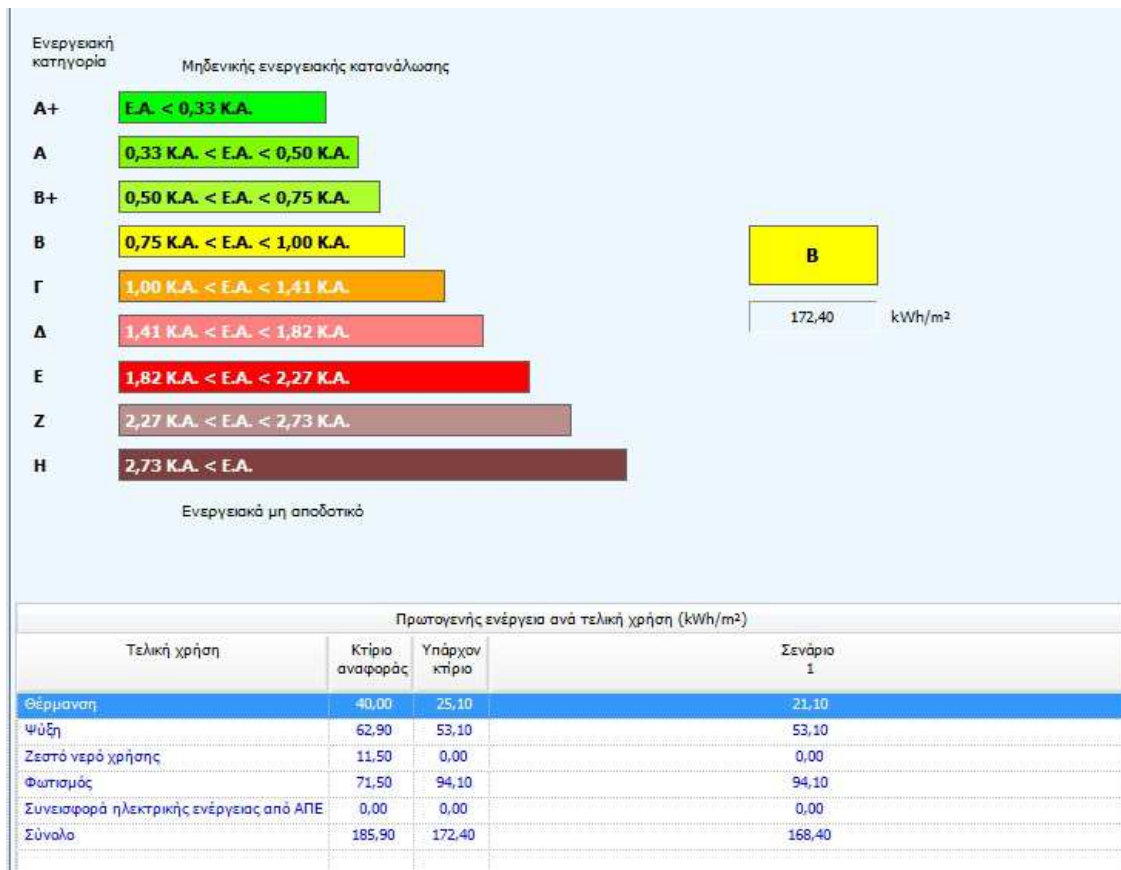 Ενεργειακή
κατηγορία
Μηδενικής ενεργειακής κατανάλωσης
A+ E.A. < 0,33 K.A.
A 0,33 K.A. < E.A. < 0,50 K.A.
B+ 0,50 K.A. < E.A. < 0,75 K.A.
B 0,75 K.A. < E.A. < 1,00 K.A.
B
Γ 1,00 K.A. < E.A. < 1,41 K.A.
172,40 kWh/m²
Δ 1,41 K.A. < E.A. < 1,82 K.A.
E 1,82 K.A. < E.A. < 2,27 K.A.
Z 2,27 K.A. < E.A. < 2,73 K.A.
H 2,73 K.A. < E.A.
Ενεργειακά μη αποδοτικό
Πρωτογενής ενέργεια ανά τελική χρήση (kWh/m²)
Τελική χρήση Κτίριο αναφοράς Υπάρχον κτίριο Σενάριο 1
Θέρμανση 40,00 25,10 21,10
Ψύξη 62,90 53,10 53,10
Ζεστό νερό χρήσης 11,50 0,00 0,00
Φωτισμός 71,50 94,10 94,10
Συνεισφορά ηλεκτρικής ενέργειας από ΑΠΕ 0,00 0,00 0,00
Σύνολο 185,90 172,40 168,40